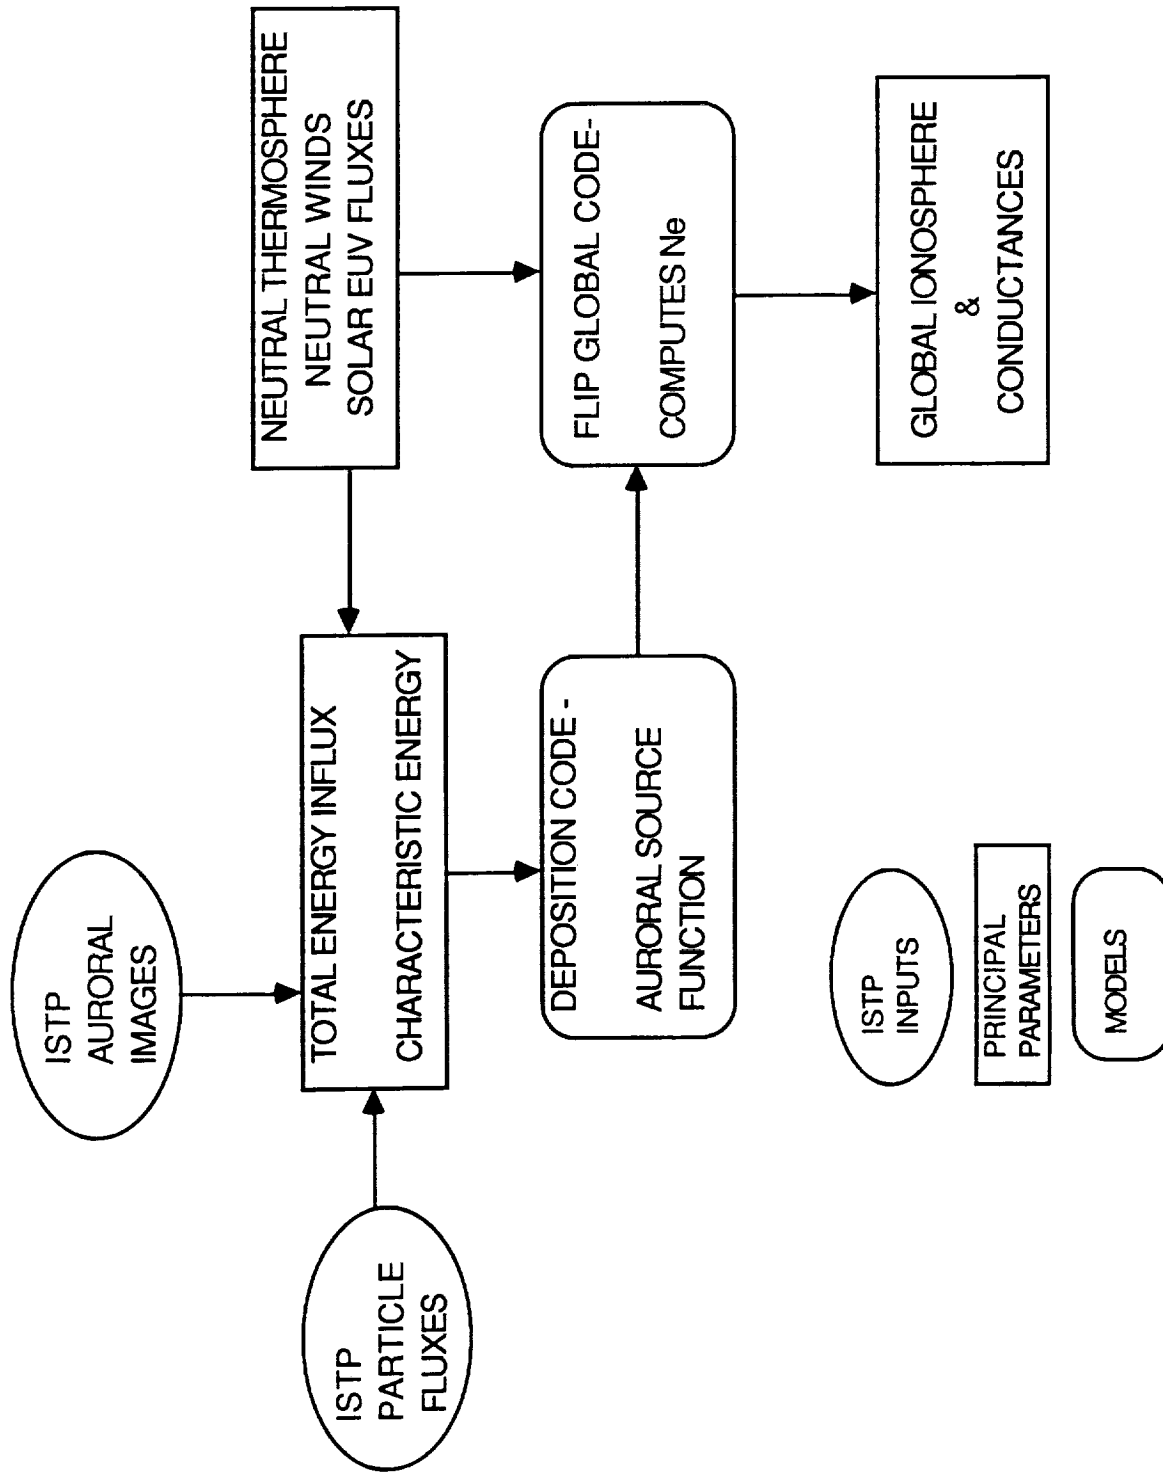 ISTP
AURORAL
IMAGES
ISTP
PARTICLE
FLUXES
TOTAL ENERGY INFLUX
CHARACTERISTIC ENERGY
NEUTRAL THERMOSPHERE
NEUTRAL WINDS
SOLAR EUV FLUXES
DEPOSITION CODE -
AURORAL SOURCE
FUNCTION
FLIP GLOBAL CODE-
COMPUTES Ne
GLOBAL IONOSPHERE
&
CONDUCTANCES
ISTP
INPUTS
PRINCIPAL
PARAMETERS
MODELS